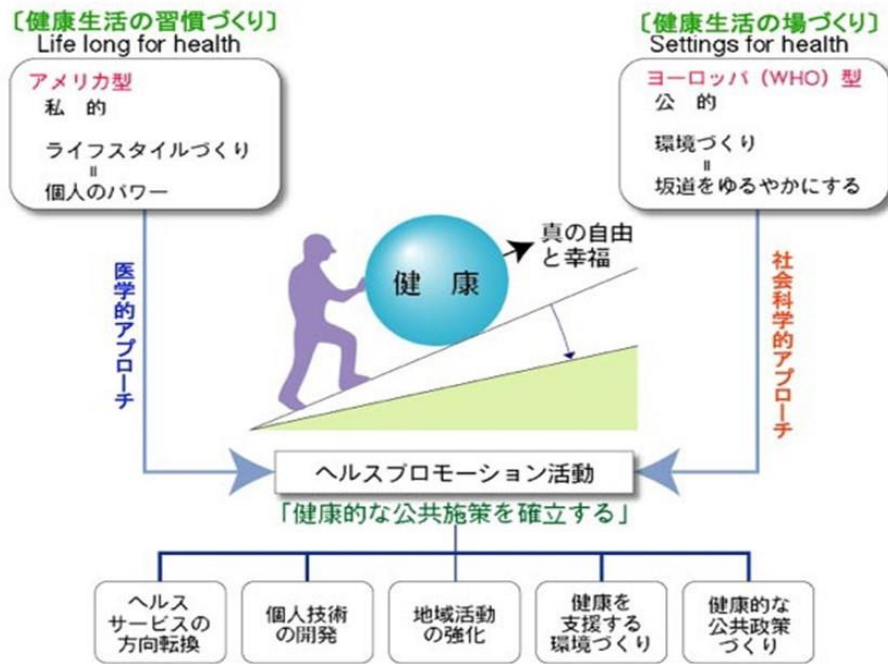 〔健康生活の習慣づくり〕
Life long for health
アメリカ型
私 的
ライフスタイルづくり
=
個人のパワー
医学的アプローチ
〔健康生活の場づくり〕
Settings for health
ヨーロッパ（WHO）型
公 的
環境づくり
=
坂道をゆるやかにする
社会科学的アプローチ
健 康
真の自由
と幸福
ヘルスプロモーション活動
「健康的な公共施策を確立する」
ヘルス
サービスの
方向転換
個人技術
の開発
地域活動
の強化
健康を
支援する
環境づくり
健康的な
公共政策
づくり